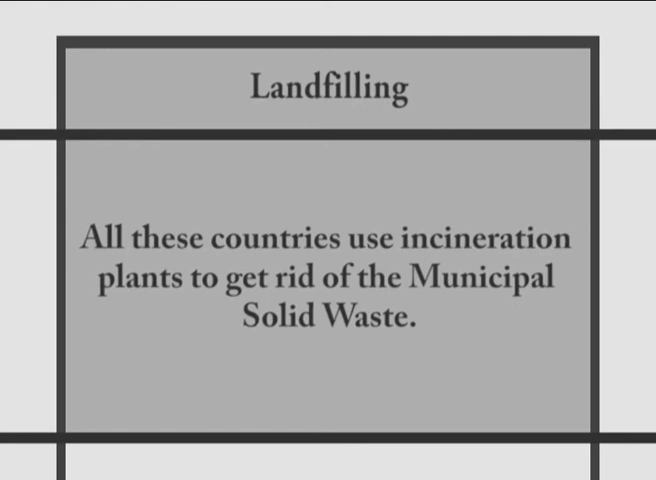 Landfilling
All these countries use incineration
plants to get rid of the Municipal
Solid Waste.